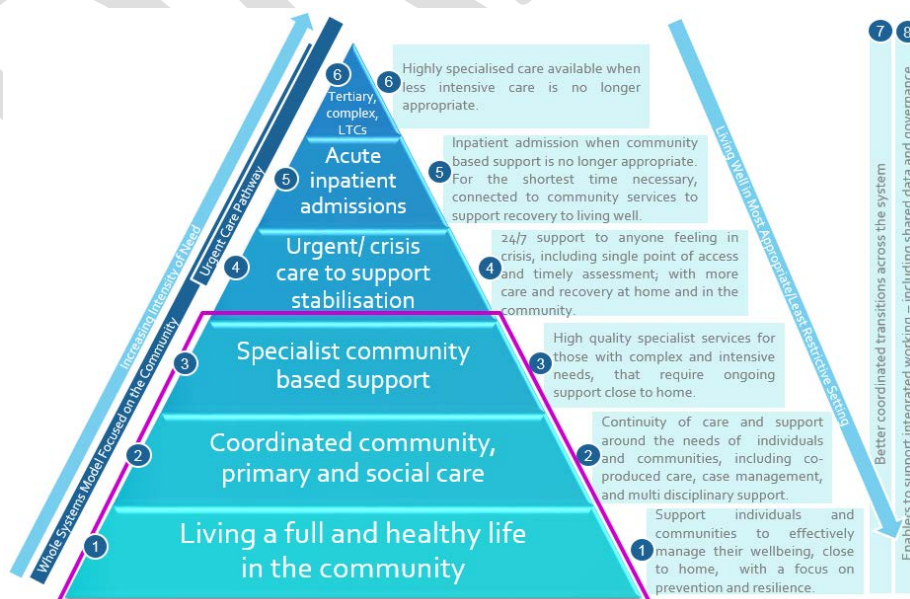 6
Tertiary,
complex,
LTCs
6
Highly specialised care available when
less intensive care is no longer
appropriate.
5
Acute
inpatient
admissions
5
Inpatient admission when community
based support is no longer appropriate.
For the shortest time necessary,
connected to community services to
support recovery to living well.
4
Urgent/ crisis
care to support
stabilisation
4
24/7 support to anyone feeling in
crisis, including single point of access
and timely assessment; with more
care and recovery at home and in the
community.
3
Specialist community
based support
3
High quality specialist services for
those with complex and intensive
needs, that require ongoing
support close to home.
2
Coordinated community,
primary and social care
2
Continuity of care and support
around the needs of individuals
and communities, including co-
produced care, case management,
and multi disciplinary support.
1
Living a full and healthy life
in the community
1
Support individuals and
communities to effectively
manage their wellbeing, close
to home, with a focus on
prevention and resilience.
Increasing Intensity of Need
Whole Systems Model Focused on the Community
Urgent Care Pathway
Living Well in Most Appropriate/Least Restrictive Setting
7
Better coordinated transitions across the system
8
Enablers to support integrated working – including shared data and governance